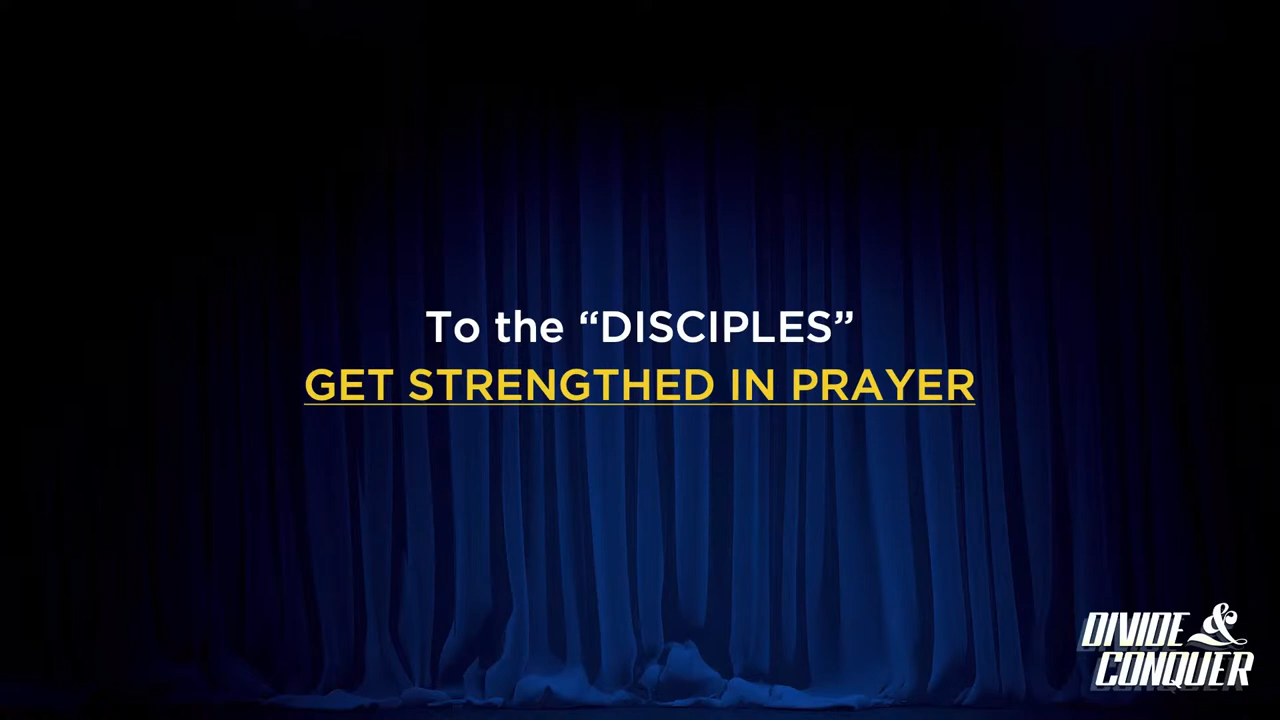 To the “DISCIPLES”
GET STRENGTHED IN PRAYER
DIVIDE &
CONQUER